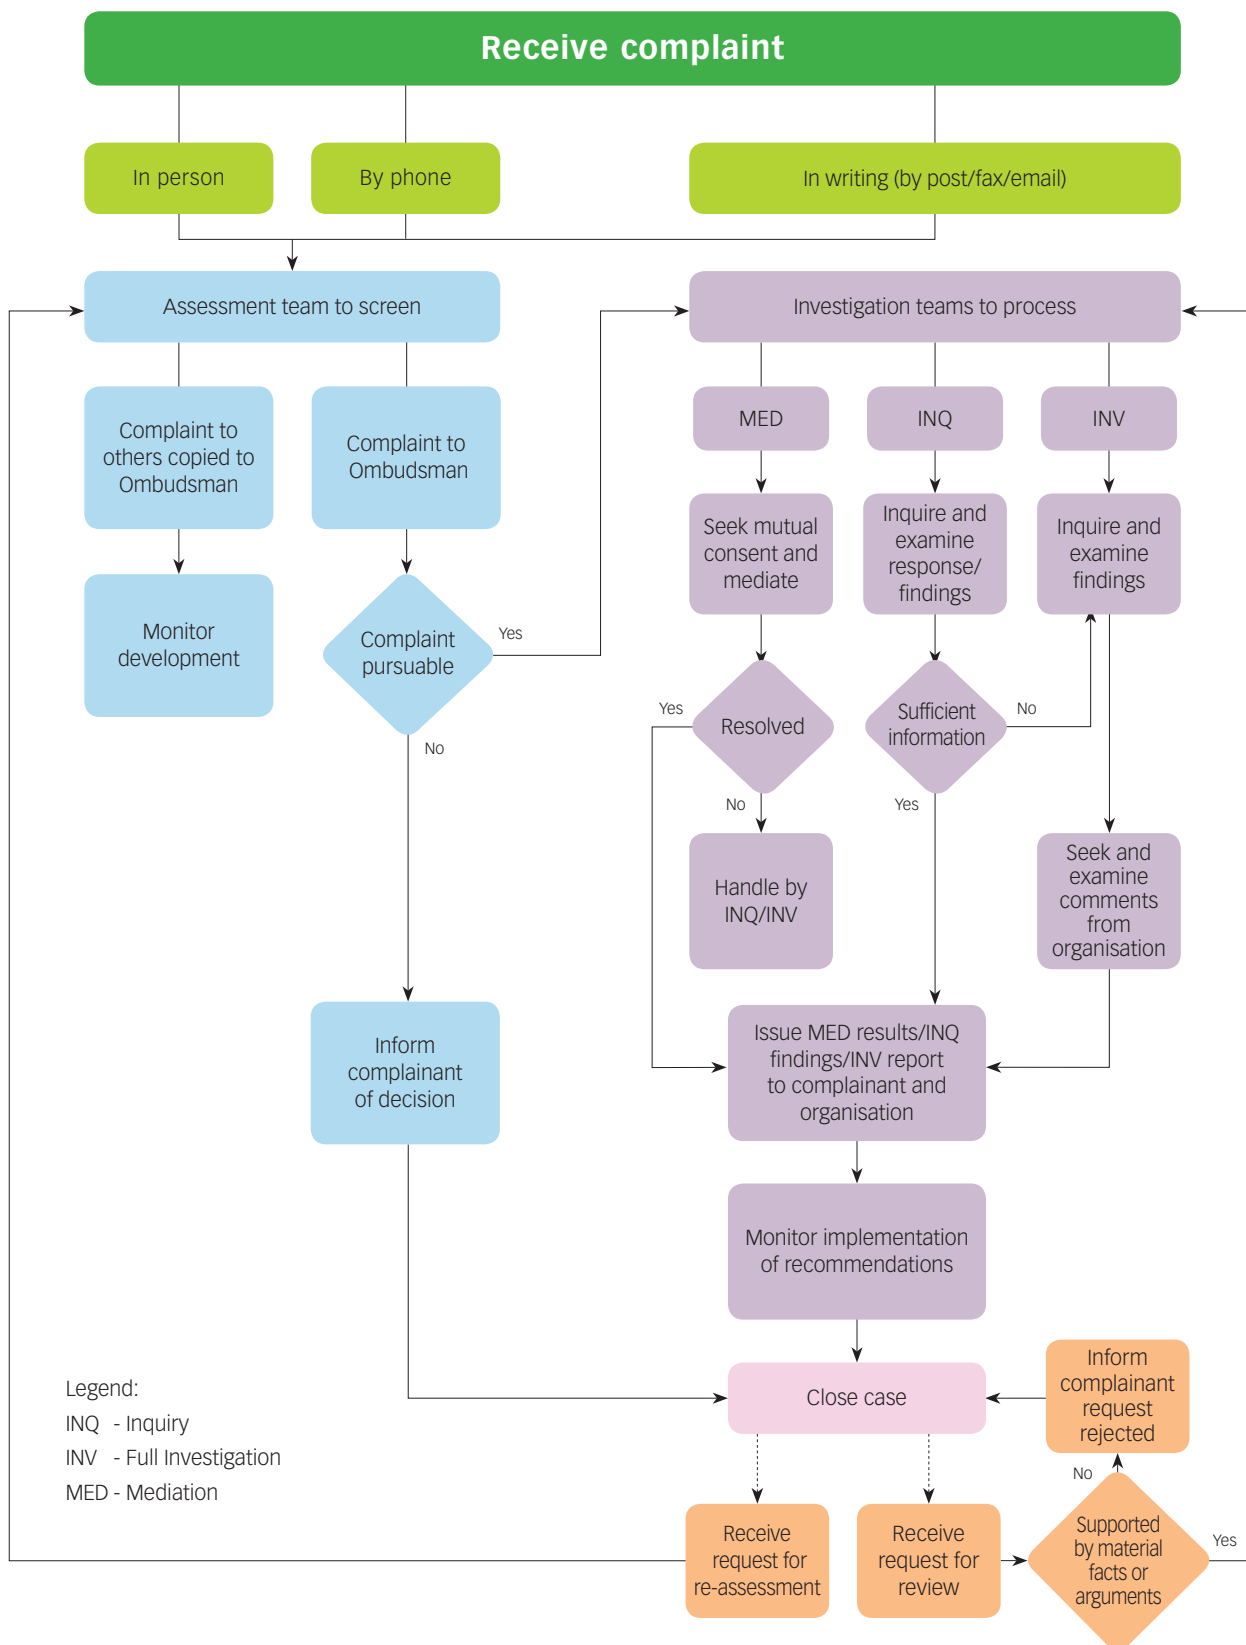 Receive complaint
In person
By phone
In writing (by post/fax/email)
Assessment team to screen
Investigation teams to process
Complaint to
others copied to
Ombudsman
Complaint to
Ombudsman
MED
INQ
INV
Seek mutual
consent and
mediate
Inquire and
examine
response/
findings
Inquire and
examine
findings
Monitor
development
Complaint
pursuable
Yes
No
Yes
Resolved
No
Sufficient
information
No
Yes
Handle by
INQ/INV
Seek and
examine
comments
from
organisation
Inform
complainant
of decision
Issue MED results/INQ
findings/INV report
to complainant and
organisation
Monitor implementation
of recommendations
Close case
Inform
complainant
request
rejected
Legend:
INQ - Inquiry
INV - Full Investigation
MED - Mediation
Receive
request for
re-assessment
Receive
request for
review
No
Supported
by material
facts or
arguments
Yes